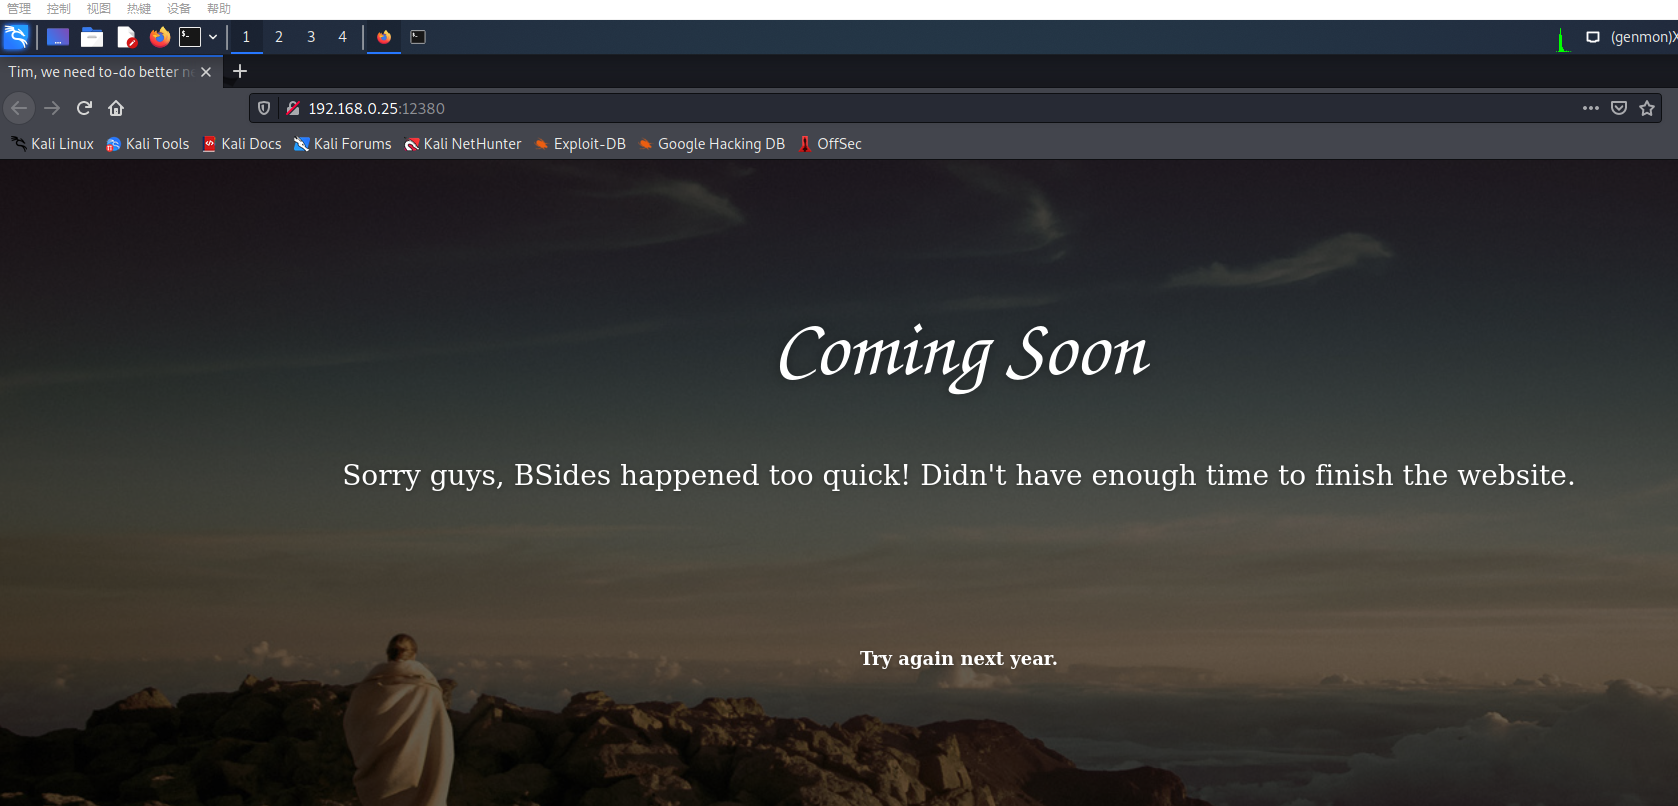 管理 控制 视图 热键 设备 帮助
1 2 3 4 (genmon)X
Tim, we need to-do better ne
192.168.0.25:12380
Kali Linux Kali Tools Kali Docs Kali Forums Kali NetHunter Exploit-DB Google Hacking DB OffSec
Coming Soon
Sorry guys, BSides happened too quick! Didn't have enough time to finish the website.
Try again next year.